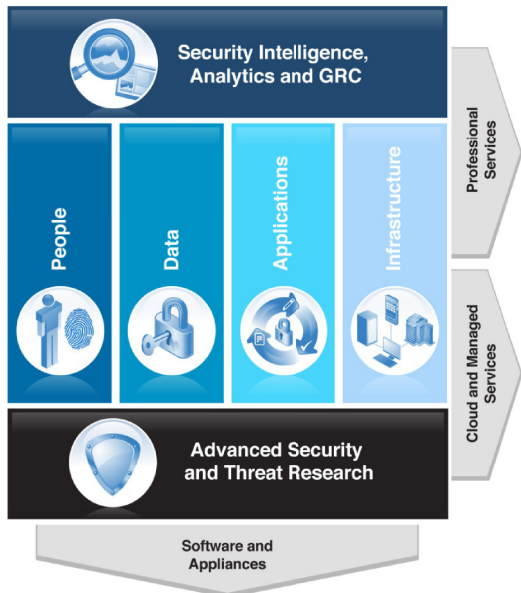 Security Intelligence,
Analytics and GRC
People
Data
Applications
Infrastructure
Advanced Security
and Threat Research
Professional
Services
Cloud and Managed
Services
Software and
Appliances